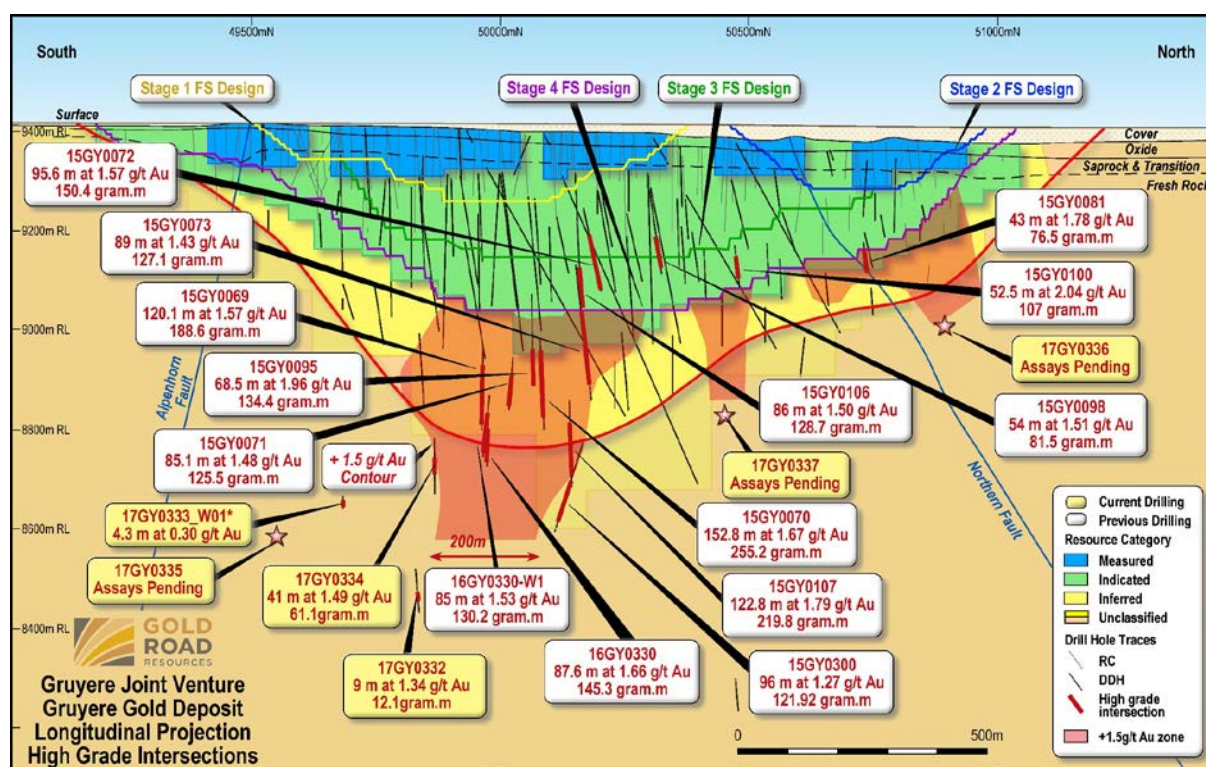 49500mN
50000mN
50500mN
51000mN
South
North
Stage 1 FS Design
Stage 4 FS Design
Stage 3 FS Design
Stage 2 FS Design
Surface
9400m RL
Cover
Oxide
Saprock & Transition
Fresh Rock
15GY0072
95.6 m at 1.57 g/t Au
150.4 gram.m
9200m RL
15GY0081
43 m at 1.78 g/t Au
76.5 gram.m
15GY0073
89 m at 1.43 g/t Au
127.1 gram.m
15GY0100
52.5 m at 2.04 g/t Au
107 gram.m
15GY0069
120.1 m at 1.57 g/t Au
188.6 gram.m
9000m RL
17GY0336
Assays Pending
15GY0095
68.5 m at 1.96 g/t Au
134.4 gram.m
Alpenhorn
Fault
15GY0106
86 m at 1.50 g/t Au
128.7 gram.m
15GY0098
54 m at 1.51 g/t Au
81.5 gram.m
8800m RL
15GY0071
85.1 m at 1.48 g/t Au
125.5 gram.m
+ 1.5 g/t Au
Contour
17GY0337
Assays Pending
Northern Fault
17GY0333_W01*
4.3 m at 0.30 g/t Au
15GY0070
152.8 m at 1.67 g/t Au
255.2 gram.m
8600m RL
17GY0335
Assays Pending
200m
17GY0334
41 m at 1.49 g/t Au
61.1gram.m
16GY0330-W1
85 m at 1.53 g/t Au
130.2 gram.m
15GY0107
122.8 m at 1.79 g/t Au
219.8 gram.m
8400m RL
17GY0332
9 m at 1.34 g/t Au
12.1gram.m
16GY0330
87.6 m at 1.66 g/t Au
145.3 gram.m
15GY0300
96 m at 1.27 g/t Au
121.92 gram.m
GOLD
ROAD
RESOURCES
Gruyere Joint Venture
Gruyere Gold Deposit
Longitudinal Projection
High Grade Intersections
0
500m
Current Drilling
Previous Drilling
Resource Category
Measured
Indicated
Inferred
Unclassified
Drill Hole Traces
RC
DDH
High grade
intersection
+1.5g/t Au zone